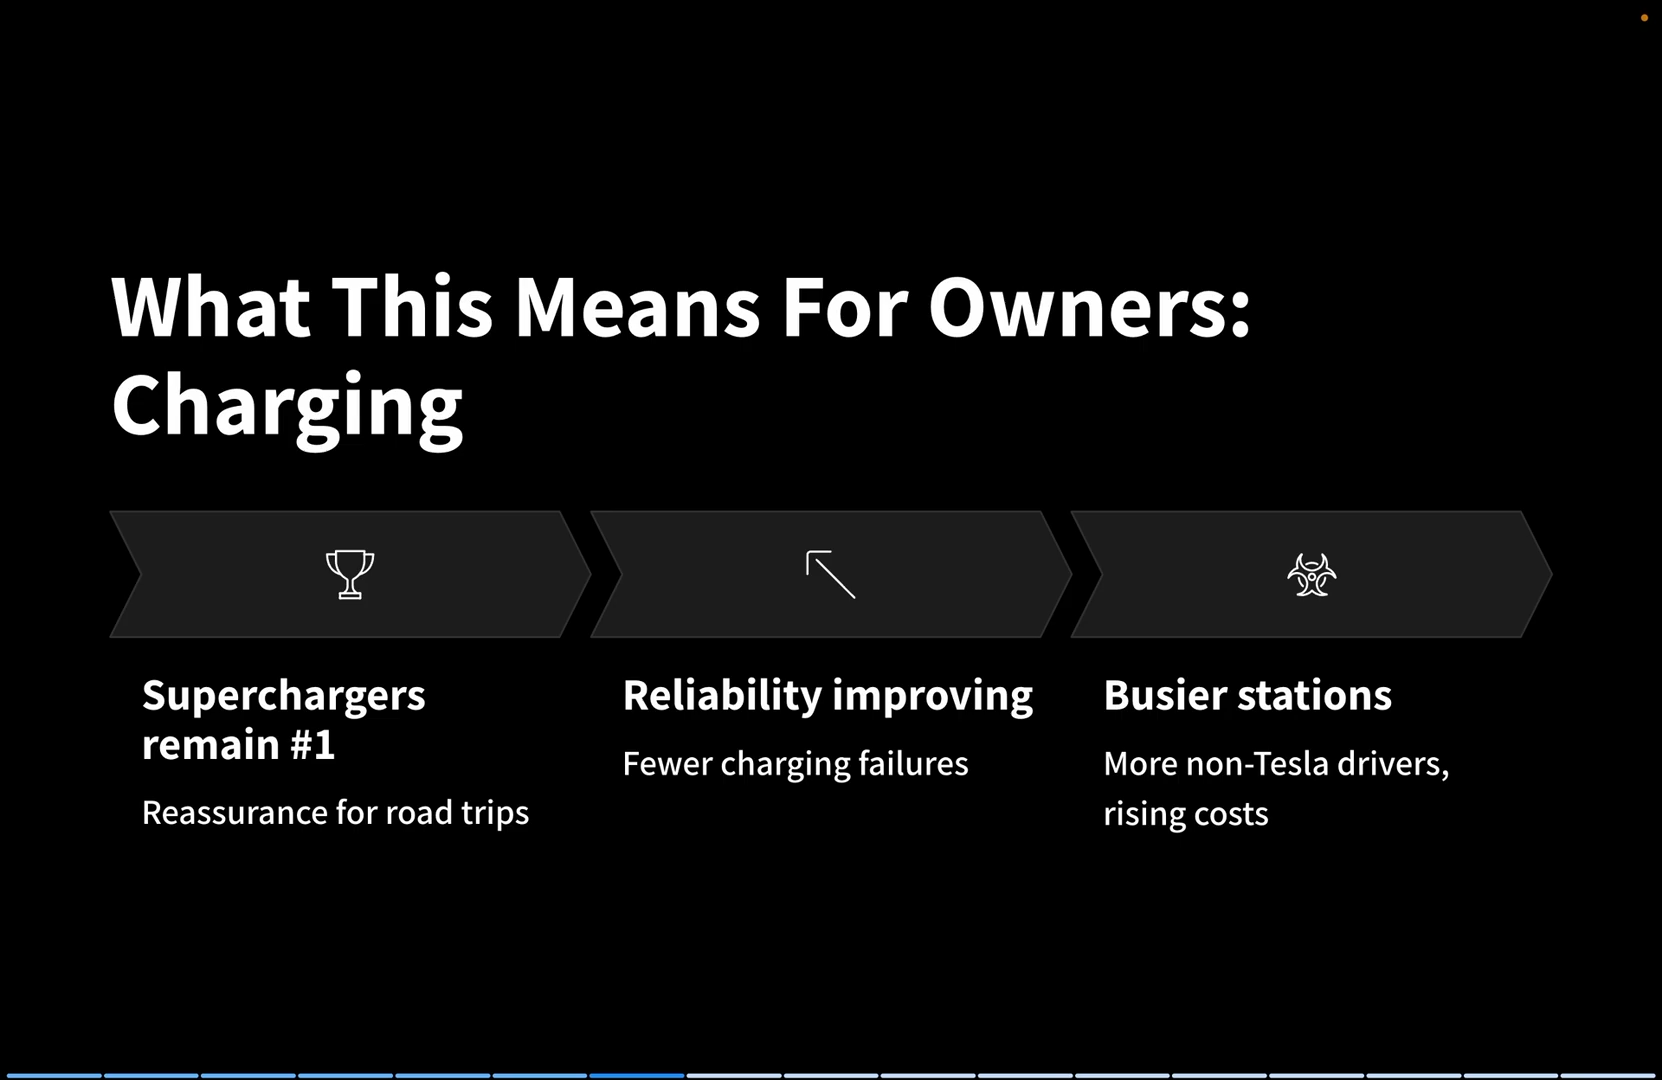 What This Means For Owners:
Charging
Superchargers
remain #1
Reassurance for road trips
Reliability improving
Fewer charging failures
Busier stations
More non-Tesla drivers,
rising costs